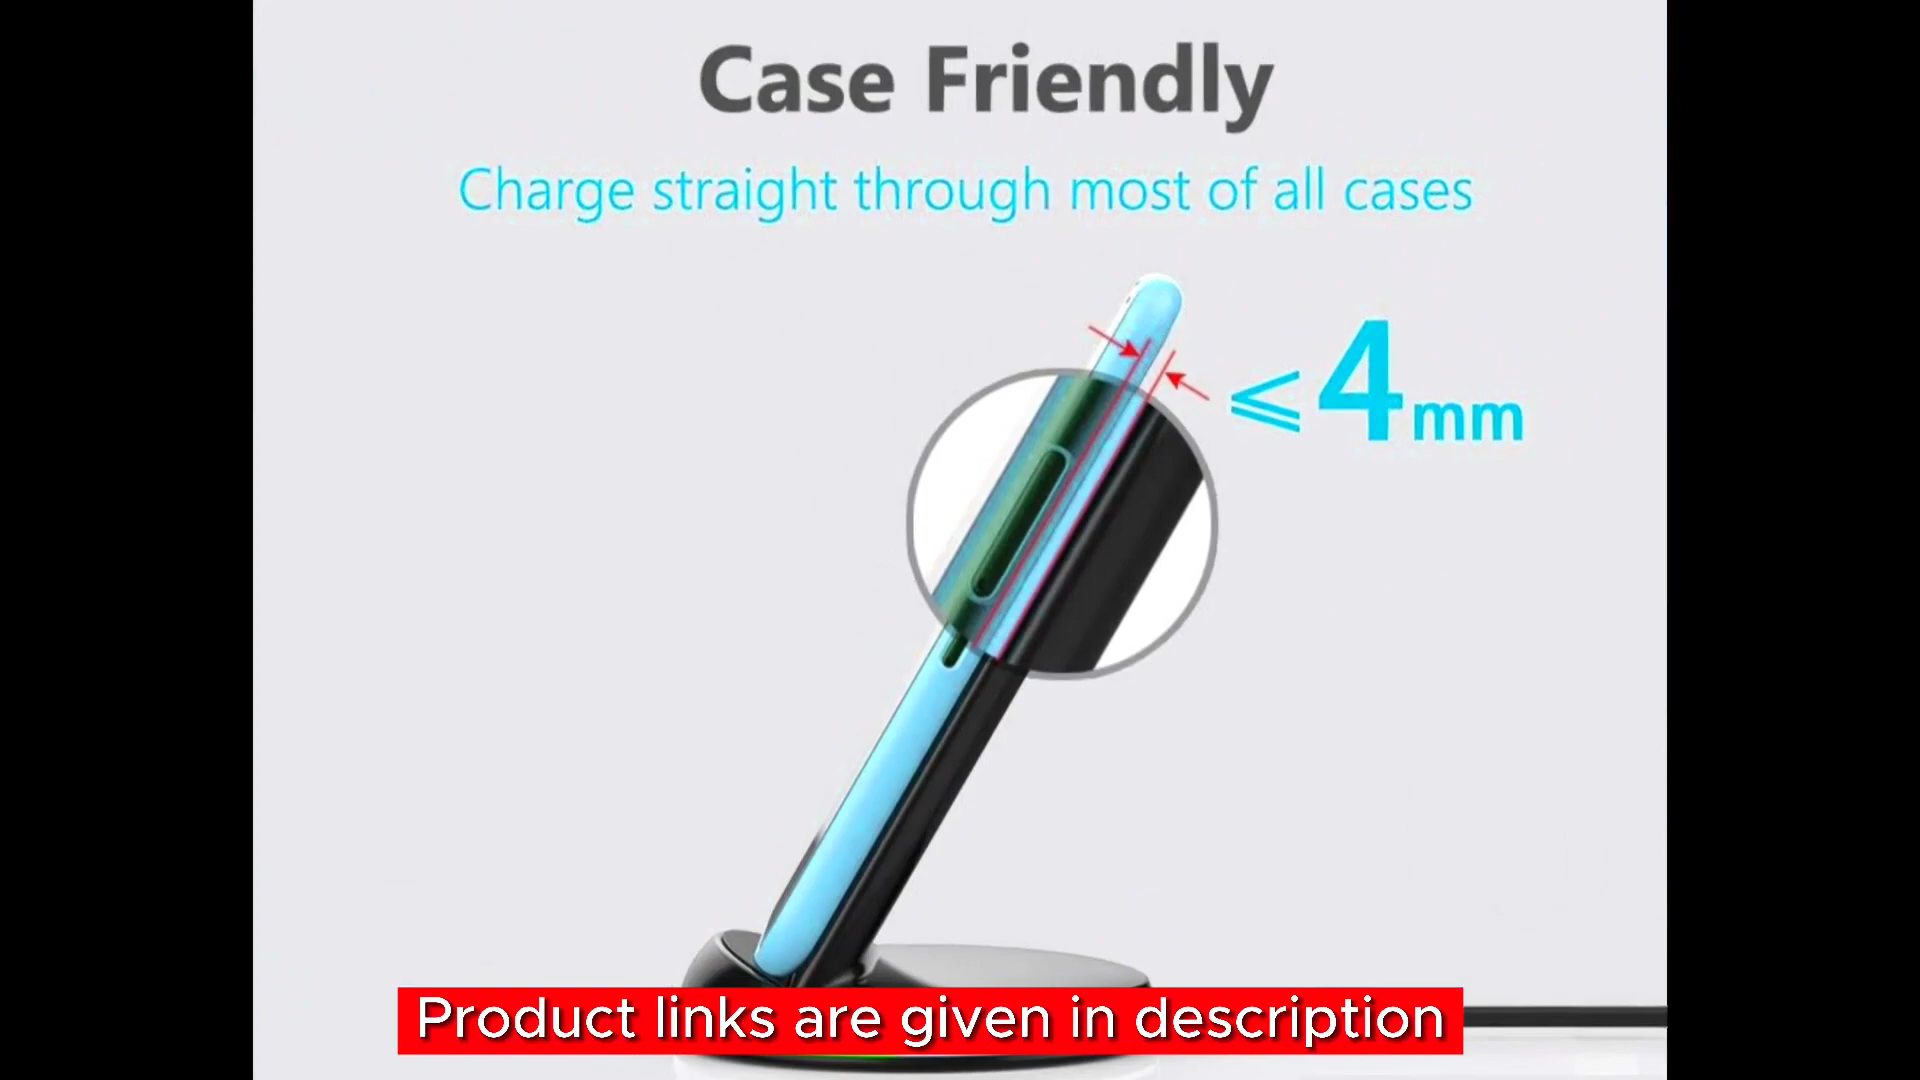 Case Friendly
Charge straight through most of all cases
⩽4mm
Product links are given in description